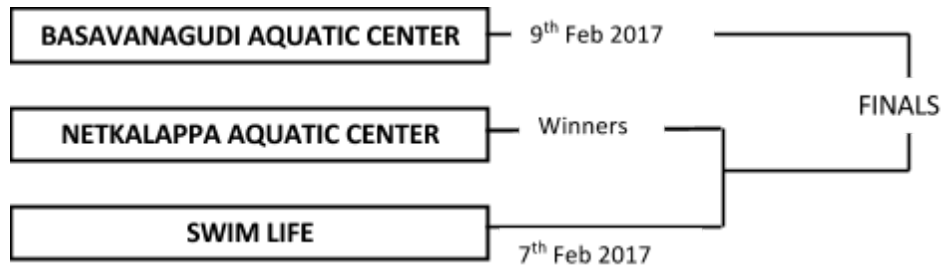 BASAVANAGUDI AQUATIC CENTER
9th Feb 2017
FINALS
NETKALAPPA AQUATIC CENTER
Winners
SWIM LIFE
7th Feb 2017